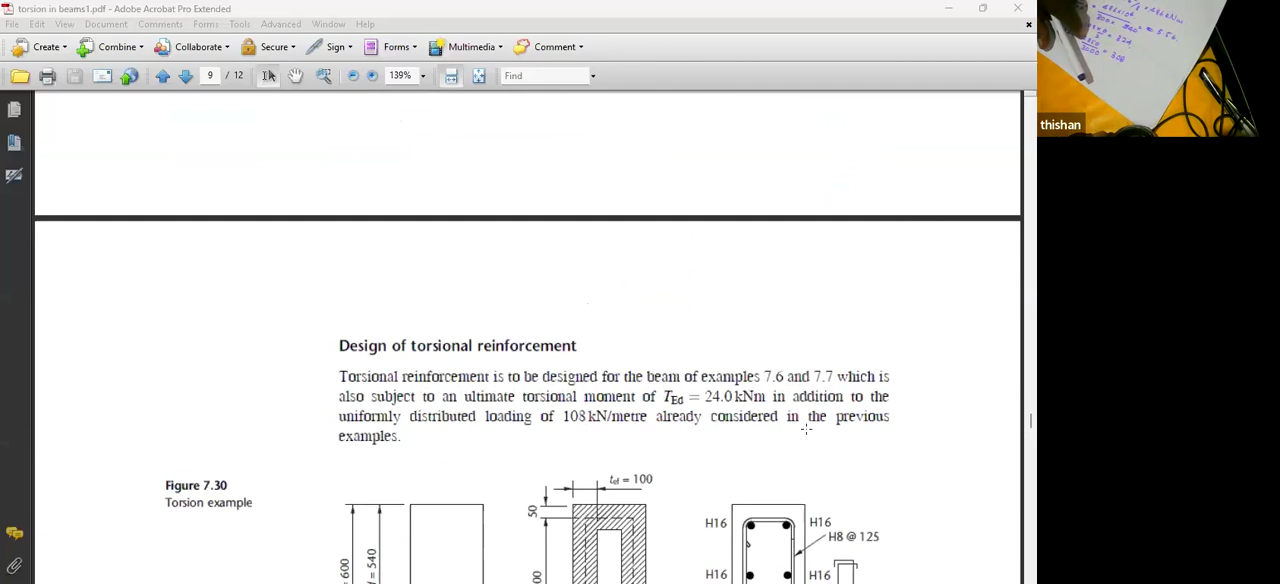 torsion in beams1.pdf - Adobe Acrobat Pro Extended
File Edit View Document Comments Forms Tools Advanced Window Help
Create Combine Collaborate Secure Sign Forms Multimedia Comment
9 / 12 139% Find
thishan
Design of torsional reinforcement
Torsional reinforcement is to be designed for the beam of examples 7.6 and 7.7 which is
also subject to an ultimate torsional moment of TEd = 24.0 kNm in addition to the
uniformly distributed loading of 108 kN/metre already considered in the previous
examples.
Figure 7.30
Torsion example
= 600
d = 540
tef = 100
50
00
H16 H16
H8 @ 125
H16 H16